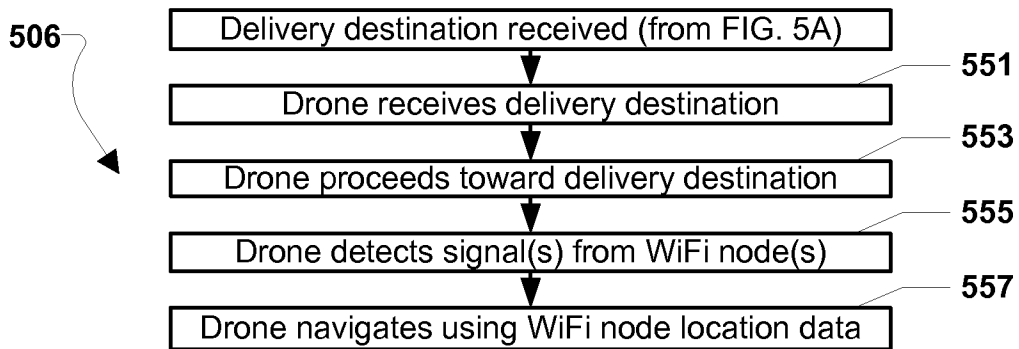 506
Delivery destination received (from FIG. 5A)
551
Drone receives delivery destination
553
Drone proceeds toward delivery destination
555
Drone detects signal(s) from WiFi node(s)
557
Drone navigates using WiFi node location data